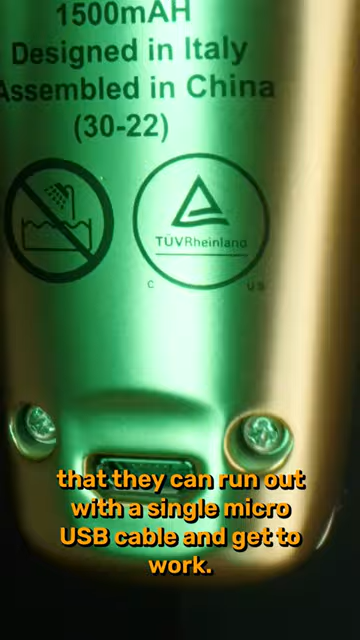 1500mAH
Designed in Italy
Assembled in China
(30-22)
TÜVRheinland
C US
that they can run out
with a single micro
USB cable and get to
work.